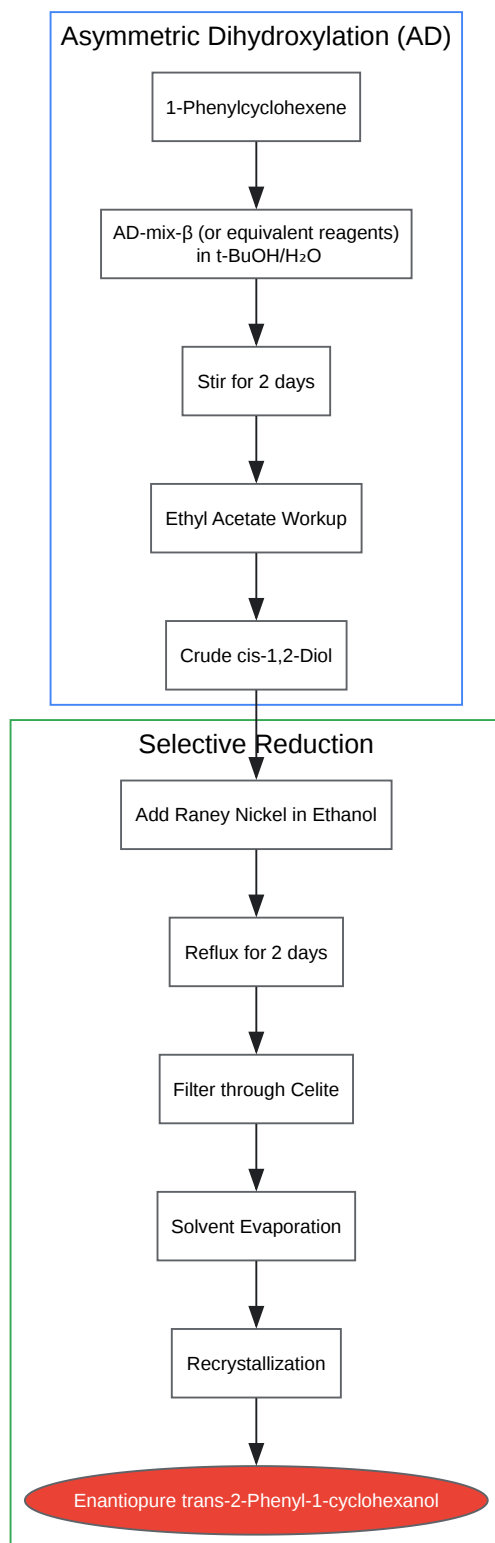 Asymmetric Dihydroxylation (AD)
1-Phenylcyclohexene
AD-mix-β (or equivalent reagents)
in t-BuOH/H₂O
Stir for 2 days
Ethyl Acetate Workup
Crude cis-1,2-Diol
Selective Reduction
Add Raney Nickel in Ethanol
Reflux for 2 days
Filter through Celite
Solvent Evaporation
Recrystallization
Enantiopure trans-2-Phenyl-1-cyclohexanol